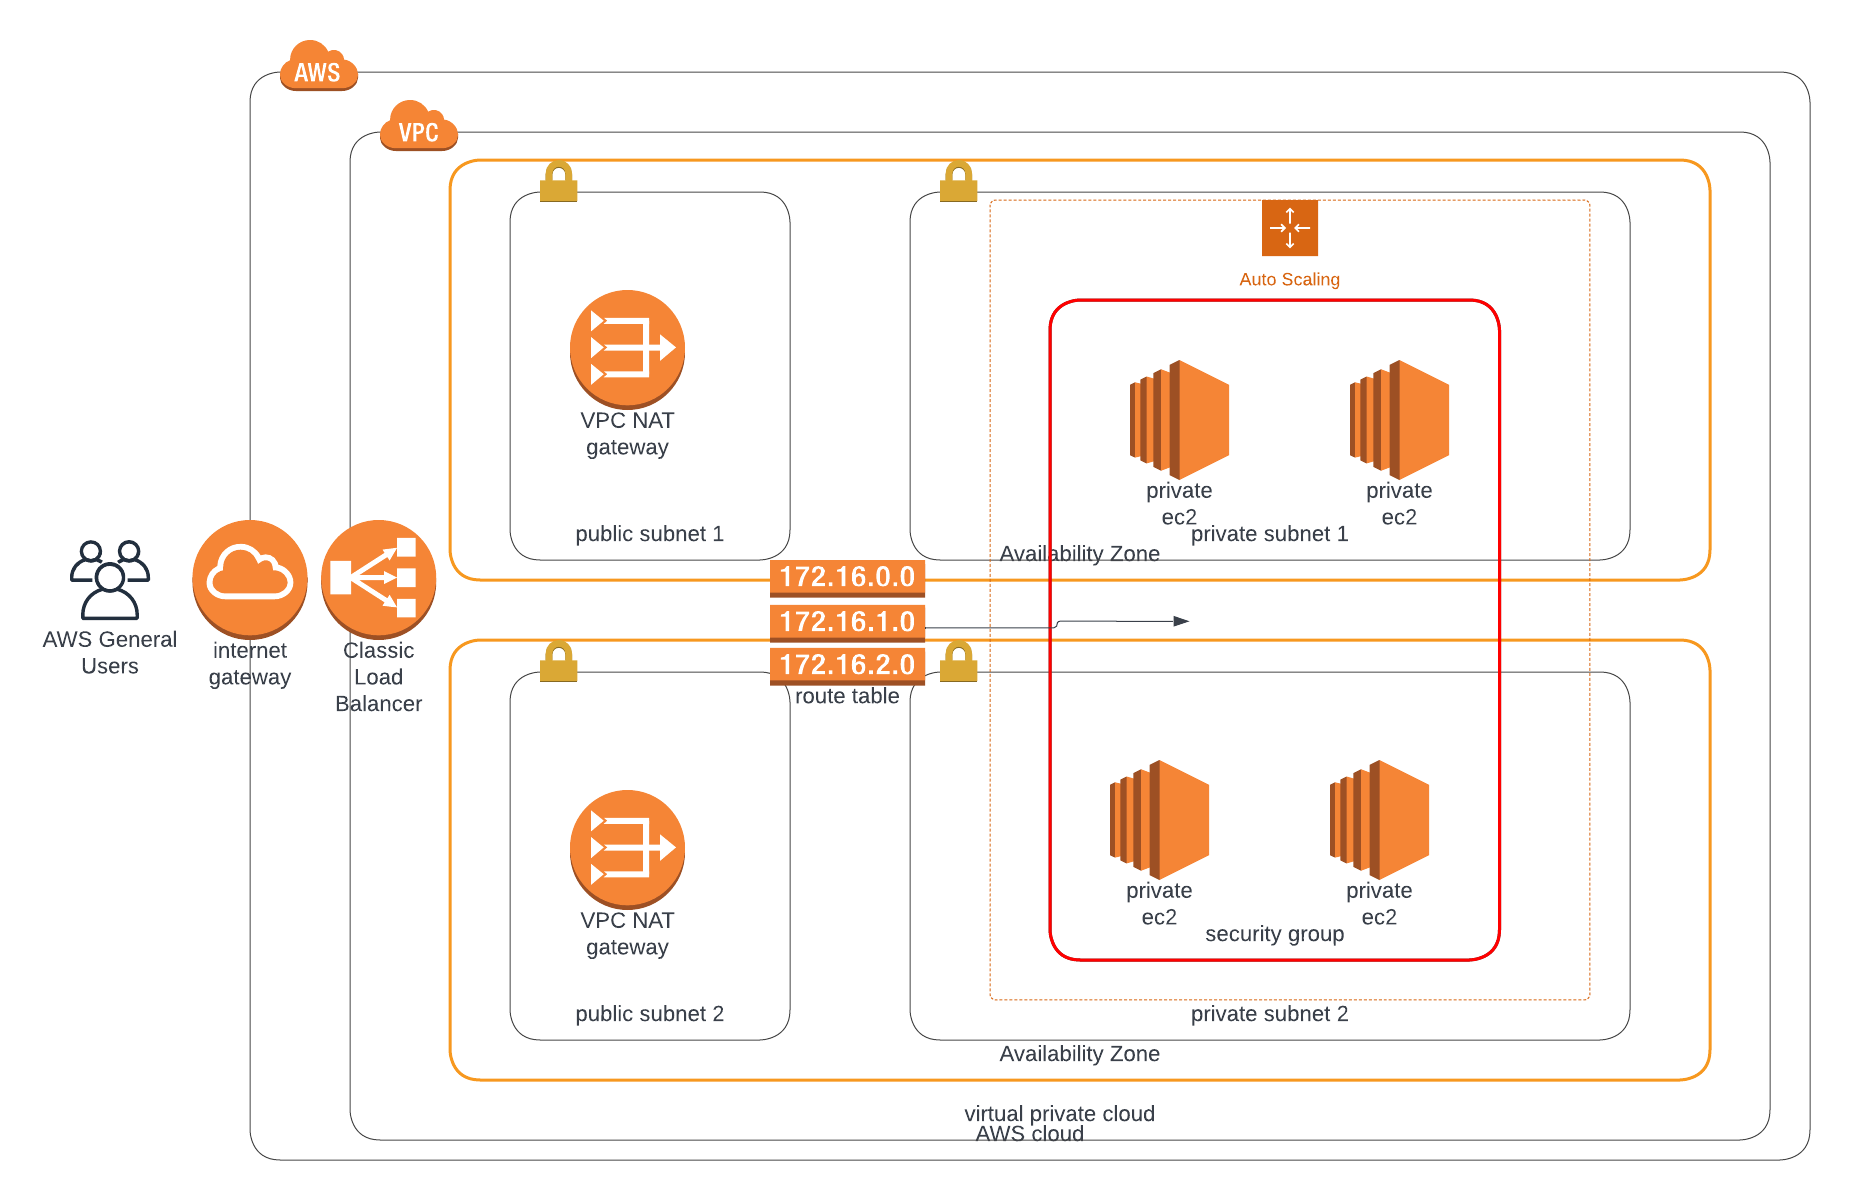 AWS
VPC
Auto Scaling
VPC NAT
gateway
private
ec2
private
ec2
public subnet 1
private subnet 1
Availability Zone
172.16.0.0
172.16.1.0
172.16.2.0
route table
AWS General
Users
internet
gateway
Classic
Load
Balancer
VPC NAT
gateway
private
ec2
private
ec2
security group
public subnet 2
private subnet 2
Availability Zone
virtual private cloud
AWS cloud